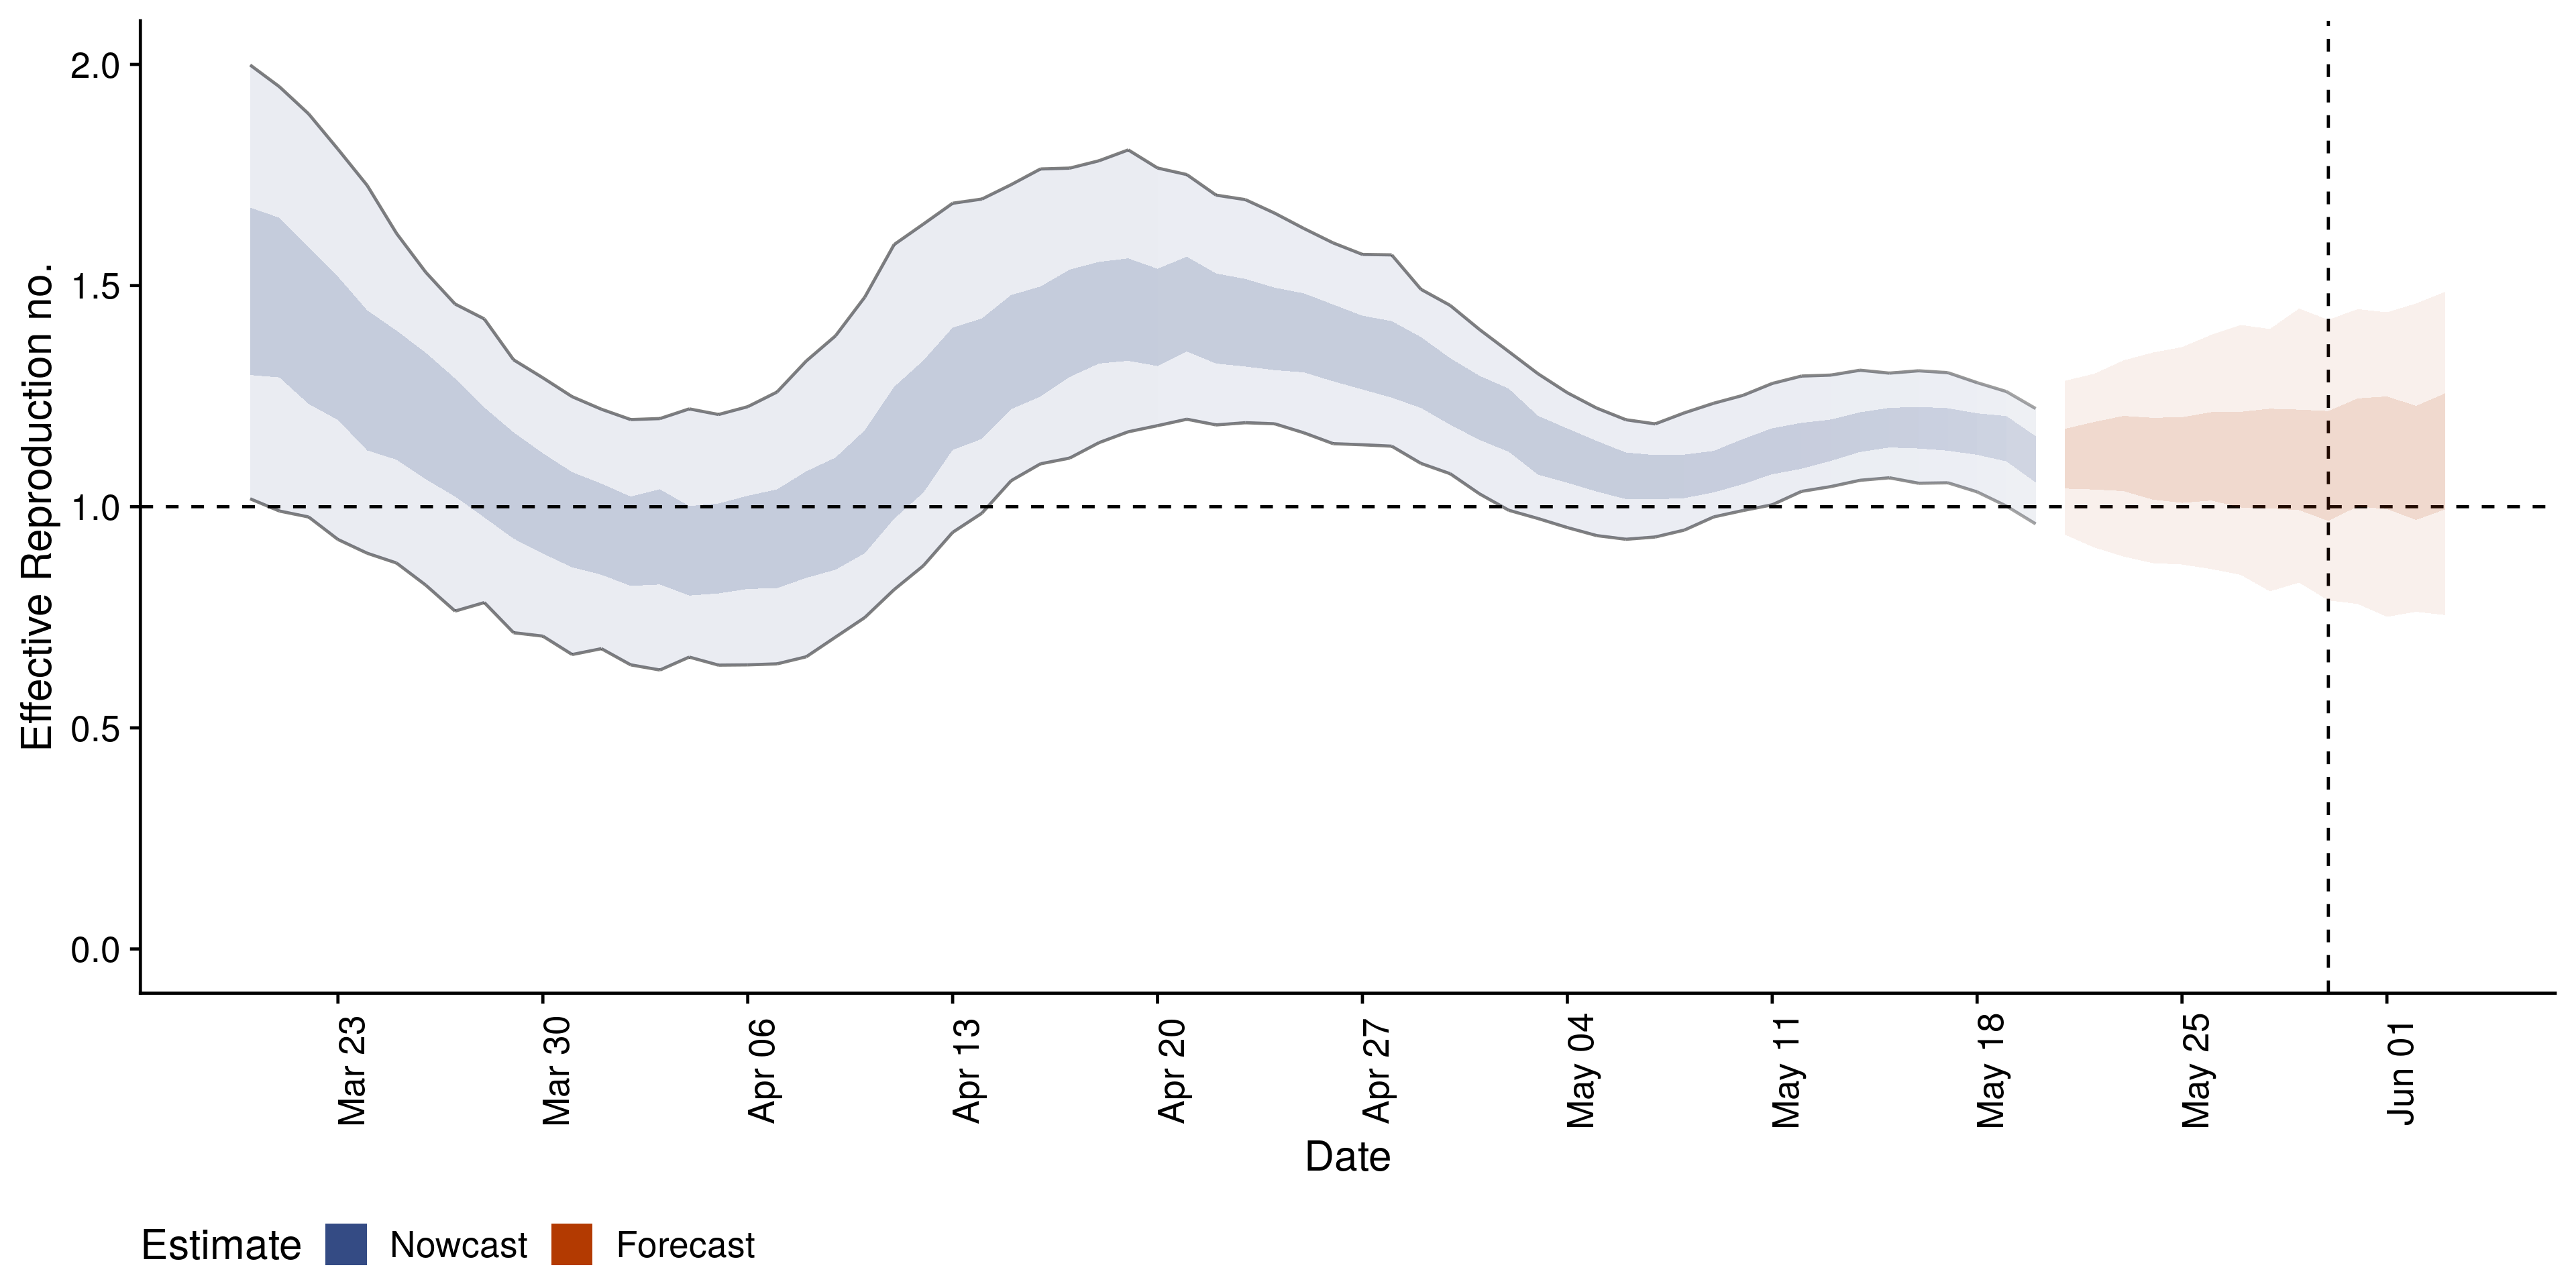 Effective Reproduction no.
2.0
1.5
1.0
0.5
0.0
Mar 23
Mar 30
Apr 06
Apr 13
Apr 20
Apr 27
May 04
May 11
May 18
May 25
Jun 01
Date
Estimate Nowcast Forecast